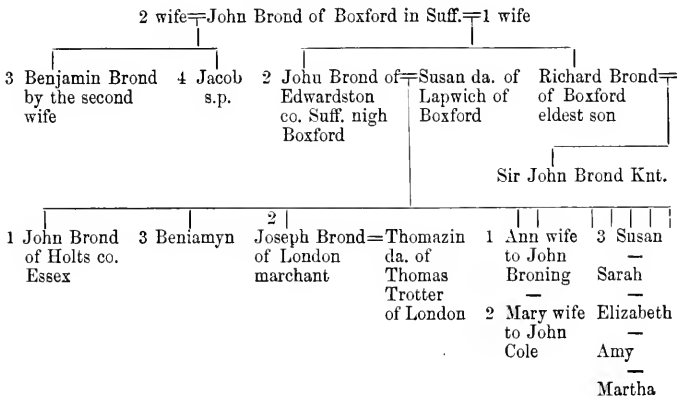 2 wife=John Brond of Boxford in Suff.=1 wife
3 Benjamin Brond
by the second
wife
4 Jacob
s.p.
2 John Brond of=Susan da. of
Edwardston
co. Suff. nigh
Boxford
Lapwich of
Boxford
Richard Brond=
of Boxford
eldest son
Sir John Brond Knt.
1 John Brond
of Holts co.
Essex
3 Beniamyn
2
Joseph Brond=Thomazin
of London
marchant
da. of
Thomas
Trotter
of London
1 Ann wife
to John
Broning
—
2 Mary wife
to John
Cole
3 Susan
—
Sarah
—
Elizabeth
—
Amy
—
Martha